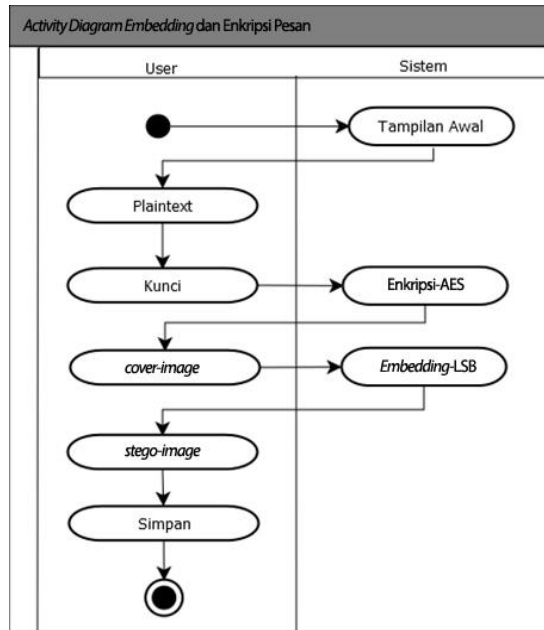 Activity Diagram Embedding dan Enkripsi Pesan
User
Sistem
Tampilan Awal
Plaintext
Kunci
Enkripsi-AES
cover-image
Embedding-LSB
stego-image
Simpan